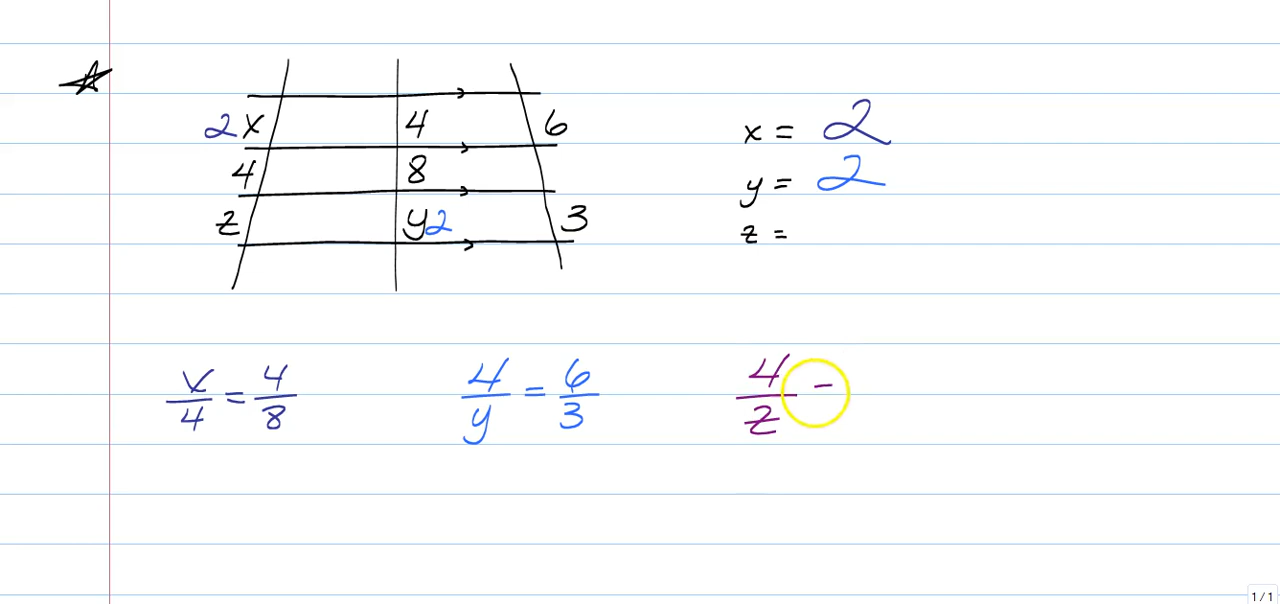 2x 4 6
4 8
z y2 3
x = 2
y = 2
z =
x/4 = 4/8
4/y = 6/3
4/z -
1/1